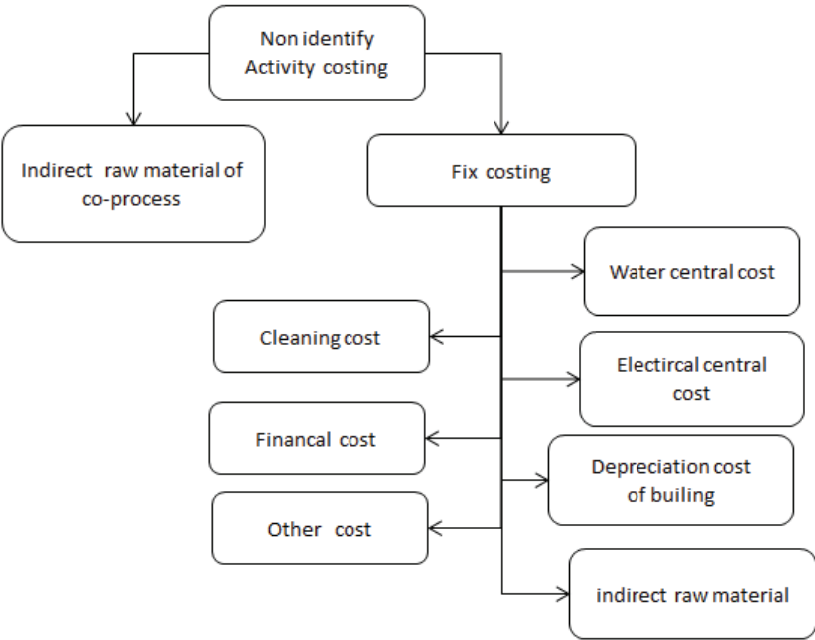 Non identify
Activity costing
Indirect raw material of
co-process
Fix costing
Water central cost
Cleaning cost
Electircal central
cost
Financal cost
Depreciation cost
of builing
Other cost
indirect raw material